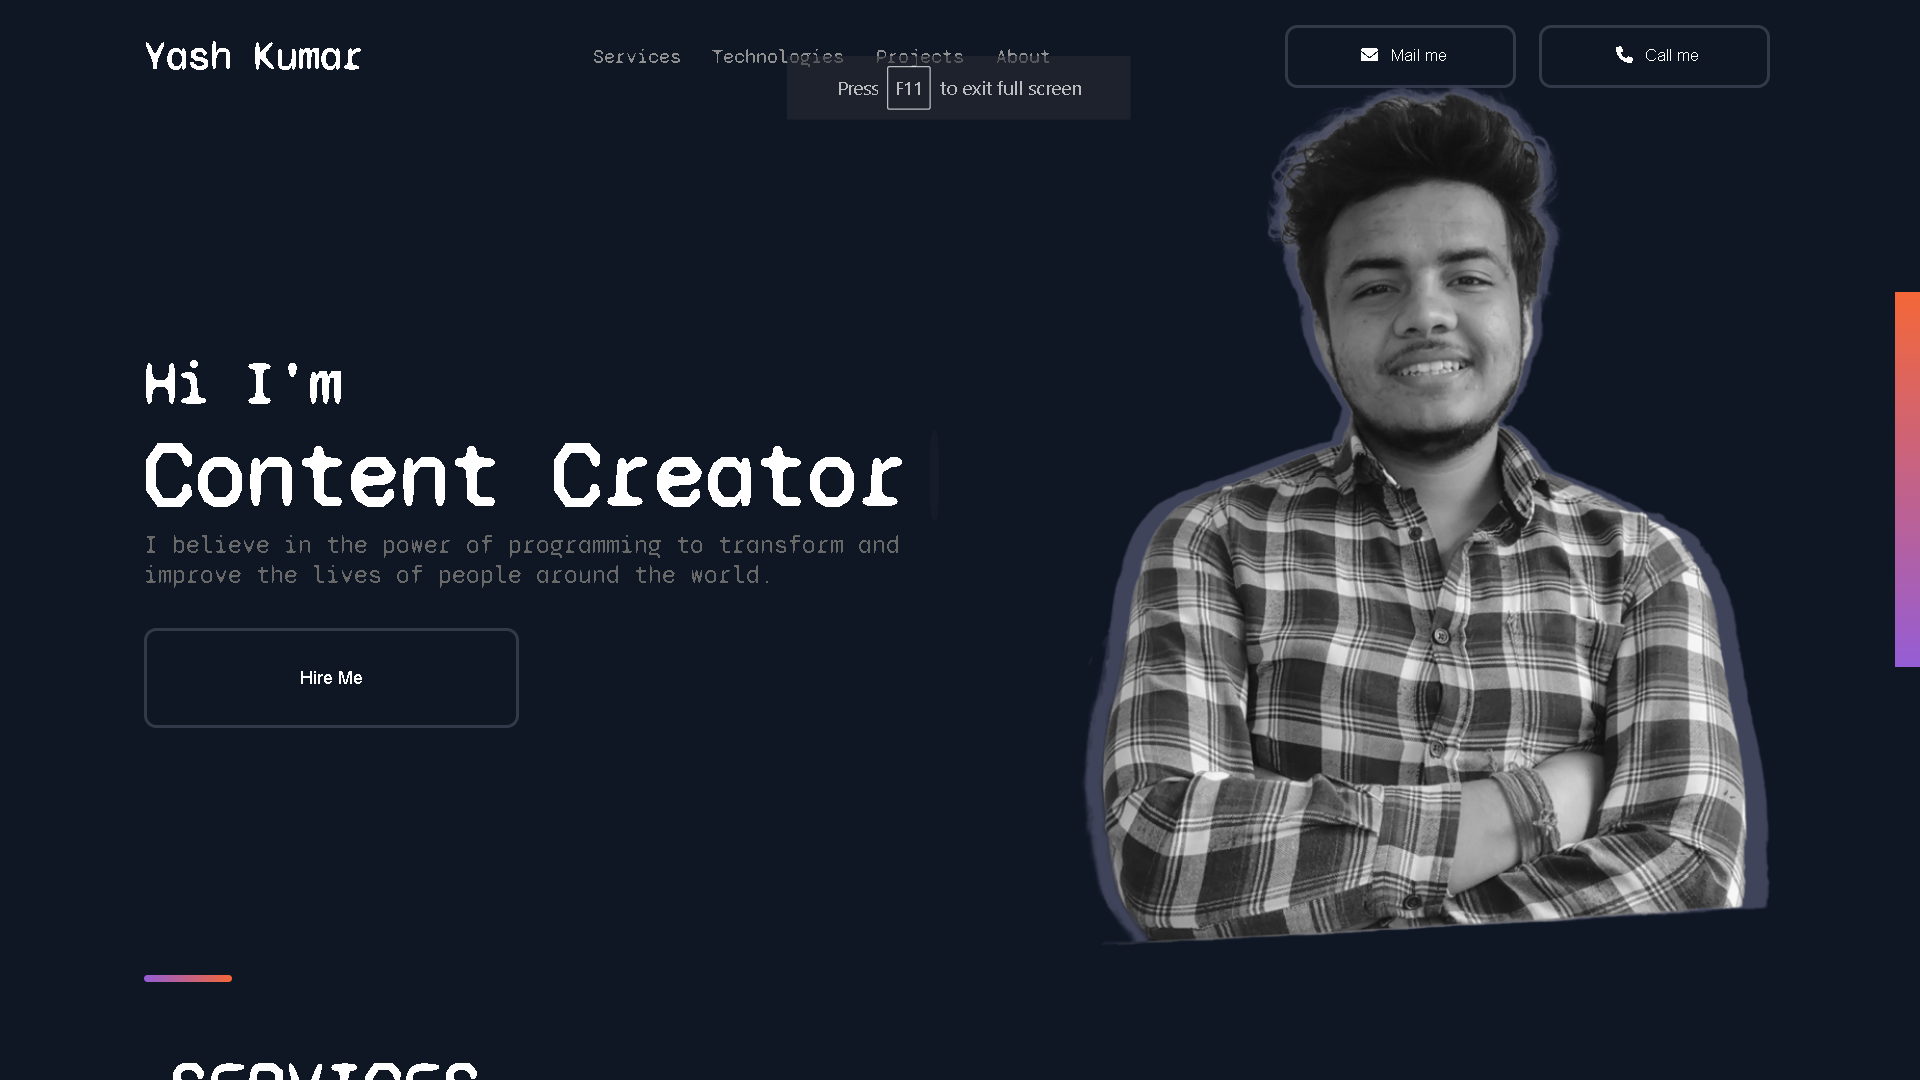 Yash Kumar
Services Technologies Projects About
Mail me
Call me
Press F11 to exit full screen
Hi I'm
Content Creator
I believe in the power of programming to transform and
improve the lives of people around the world.
Hire Me
SERVICES